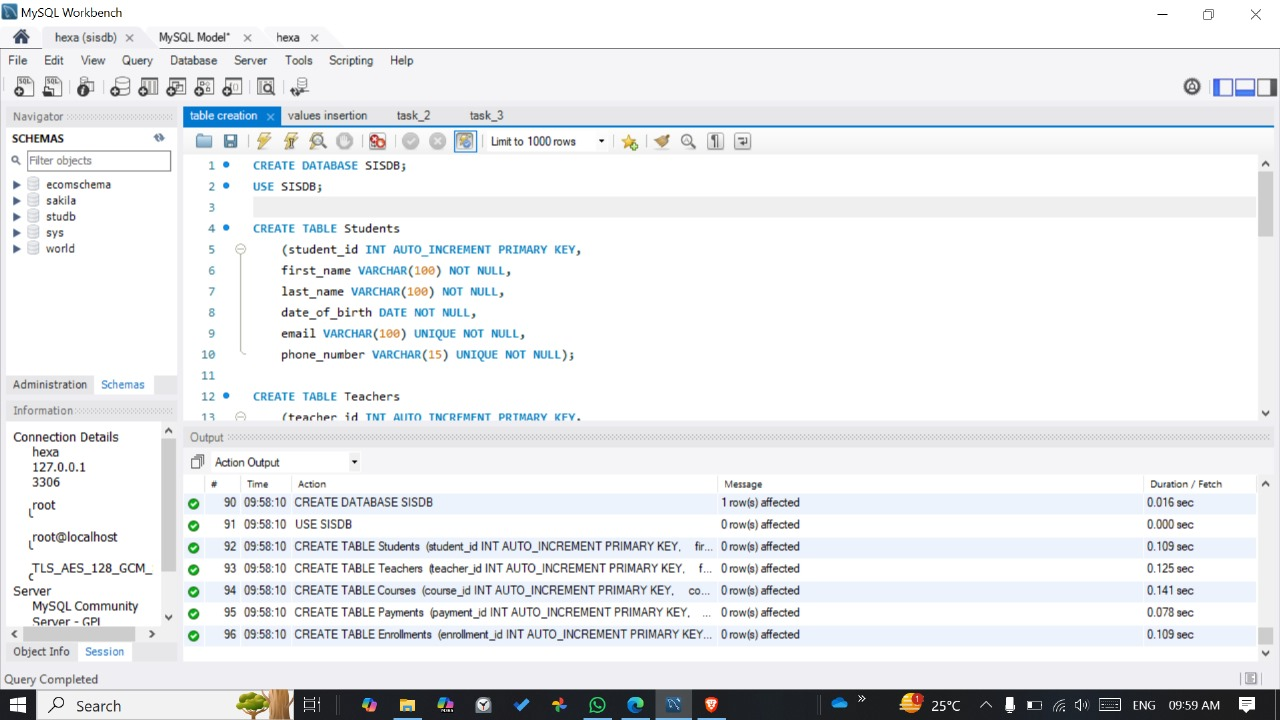 MySQL Workbench
hexa (sisdb)
MySQL Model*
hexa
File Edit View Query Database Server Tools Scripting Help
Navigator
SCHEMAS
Filter objects
ecomschema
sakila
studb
sys
world
Administration Schemas
Information
Connection Details
hexa
127.0.0.1
3306
root
root@localhost
TLS_AES_128_GCM_
Server
MySQL Community
Server - GPL
Object Info Session
table creation values insertion task_2 task_3
Limit to 1000 rows
1 CREATE DATABASE SISDB;
2 USE SISDB;
3
4 CREATE TABLE Students
5 (student_id INT AUTO_INCREMENT PRIMARY KEY,
6 first_name VARCHAR(100) NOT NULL,
7 last_name VARCHAR(100) NOT NULL,
8 date_of_birth DATE NOT NULL,
9 email VARCHAR(100) UNIQUE NOT NULL,
10 phone_number VARCHAR(15) UNIQUE NOT NULL);
11
12 CREATE TABLE Teachers
13 (teacher_id INT AUTO_INCREMENT PRIMARY KEY,
Output
Action Output
# Time Action Message Duration / Fetch
90 09:58:10 CREATE DATABASE SISDB 1 row(s) affected 0.016 sec
91 09:58:10 USE SISDB 0 row(s) affected 0.000 sec
92 09:58:10 CREATE TABLE Students (student_id INT AUTO_INCREMENT PRIMARY KEY, fir... 0 row(s) affected 0.109 sec
93 09:58:10 CREATE TABLE Teachers (teacher_id INT AUTO_INCREMENT PRIMARY KEY, f... 0 row(s) affected 0.125 sec
94 09:58:10 CREATE TABLE Courses (course_id INT AUTO_INCREMENT PRIMARY KEY, co... 0 row(s) affected 0.141 sec
95 09:58:10 CREATE TABLE Payments (payment_id INT AUTO_INCREMENT PRIMARY KEY, ... 0 row(s) affected 0.078 sec
96 09:58:10 CREATE TABLE Enrollments (enrollment_id INT AUTO_INCREMENT PRIMARY KEY... 0 row(s) affected 0.109 sec
Query Completed
Search
1
25°C
ENG
09:59 AM